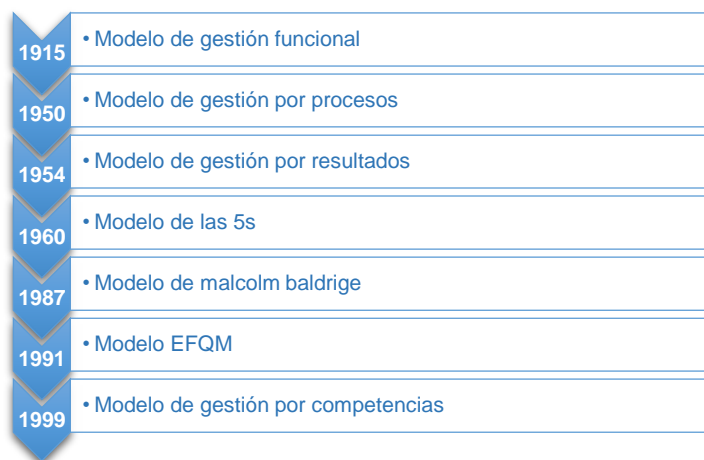 1915
• Modelo de gestión funcional
1950
• Modelo de gestión por procesos
1954
• Modelo de gestión por resultados
1960
• Modelo de las 5s
1987
• Modelo de malcolm baldrige
1991
• Modelo EFQM
1999
• Modelo de gestión por competencias